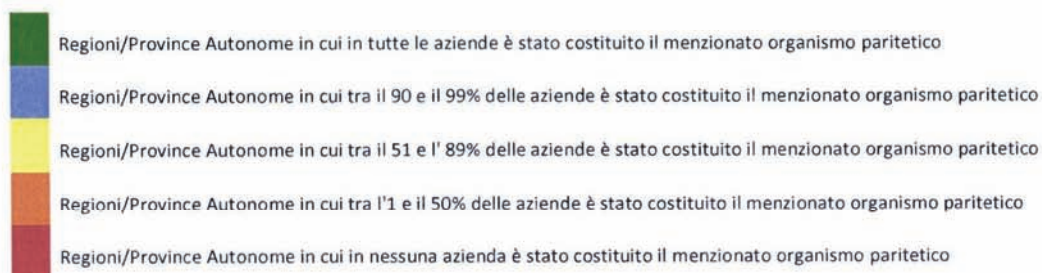 Regioni/Province Autonome in cui in tutte le aziende è stato costituito il menzionato organismo paritetico
Regioni/Province Autonome in cui tra il 90 e il 99% delle aziende è stato costituito il menzionato organismo paritetico
Regioni/Province Autonome in cui tra il 51 e l' 89% delle aziende è stato costituito il menzionato organismo paritetico
Regioni/Province Autonome in cui tra l'1 e il 50% delle aziende è stato costituito il menzionato organismo paritetico
Regioni/Province Autonome in cui in nessuna azienda è stato costituito il menzionato organismo paritetico